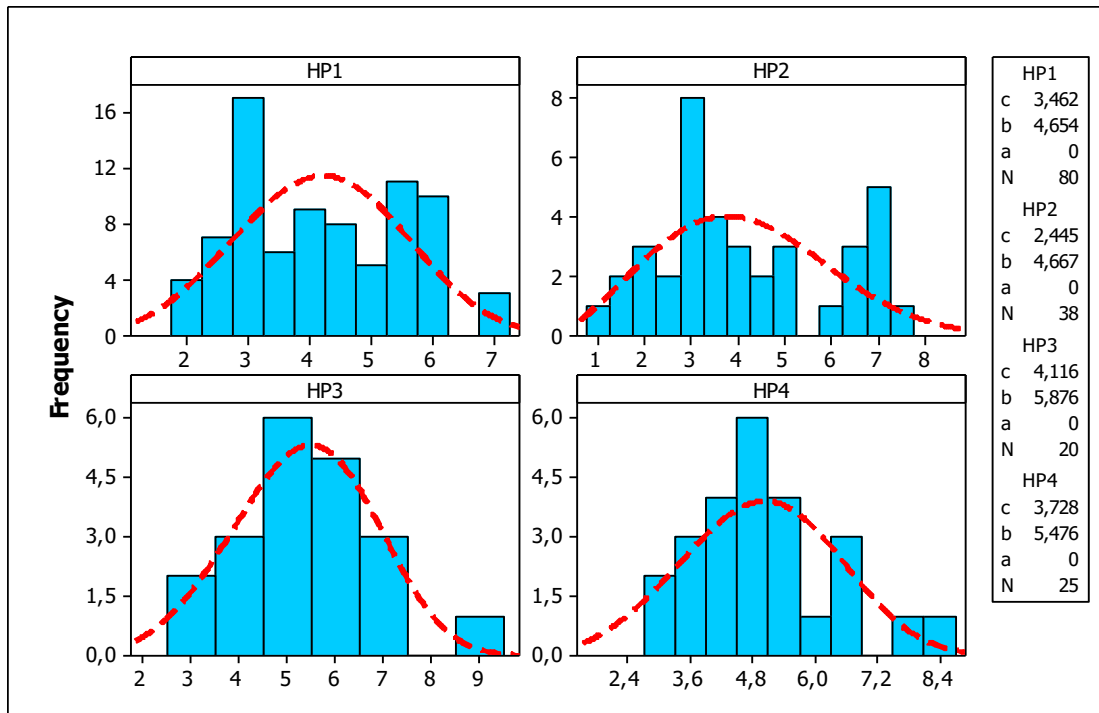 HP1
HP2
16
12
8
4
0
2 3 4 5 6 7
8
6
4
2
0
1 2 3 4 5 6 7 8
Frequency
HP3
HP4
6,0
4,5
3,0
1,5
0,0
2 3 4 5 6 7 8 9
6,0
4,5
3,0
1,5
0,0
2,4 3,6 4,8 6,0 7,2 8,4
HP1
c 3,462
b 4,654
a 0
N 80
HP2
c 2,445
b 4,667
a 0
N 38
HP3
c 4,116
b 5,876
a 0
N 20
HP4
c 3,728
b 5,476
a 0
N 25